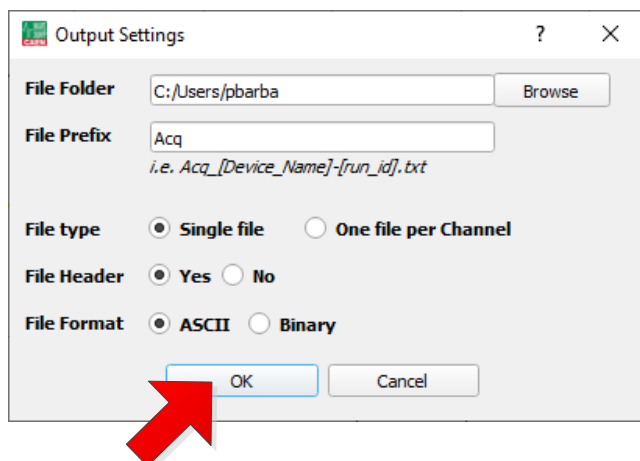 CAEN Output Settings ?
File Folder C:/Users/pbarba Browse
File Prefix Acq
i.e. Acq_[Device_Name]-[run_id].txt
File type Single file One file per Channel
File Header Yes No
File Format ASCII Binary
OK Cancel